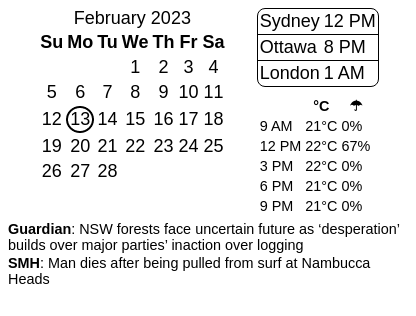 February 2023
Su Mo Tu We Th Fr Sa
1 2 3 4
5 6 7 8 9 10 11
12 13 14 15 16 17 18
19 20 21 22 23 24 25
26 27 28
Sydney 12 PM
Ottawa 8 PM
London 1 AM
°C ☂
9 AM 21°C 0%
12 PM 22°C 67%
3 PM 22°C 0%
6 PM 21°C 0%
9 PM 21°C 0%
Guardian: NSW forests face uncertain future as ‘desperation’
builds over major parties’ inaction over logging
SMH: Man dies after being pulled from surf at Nambucca
Heads